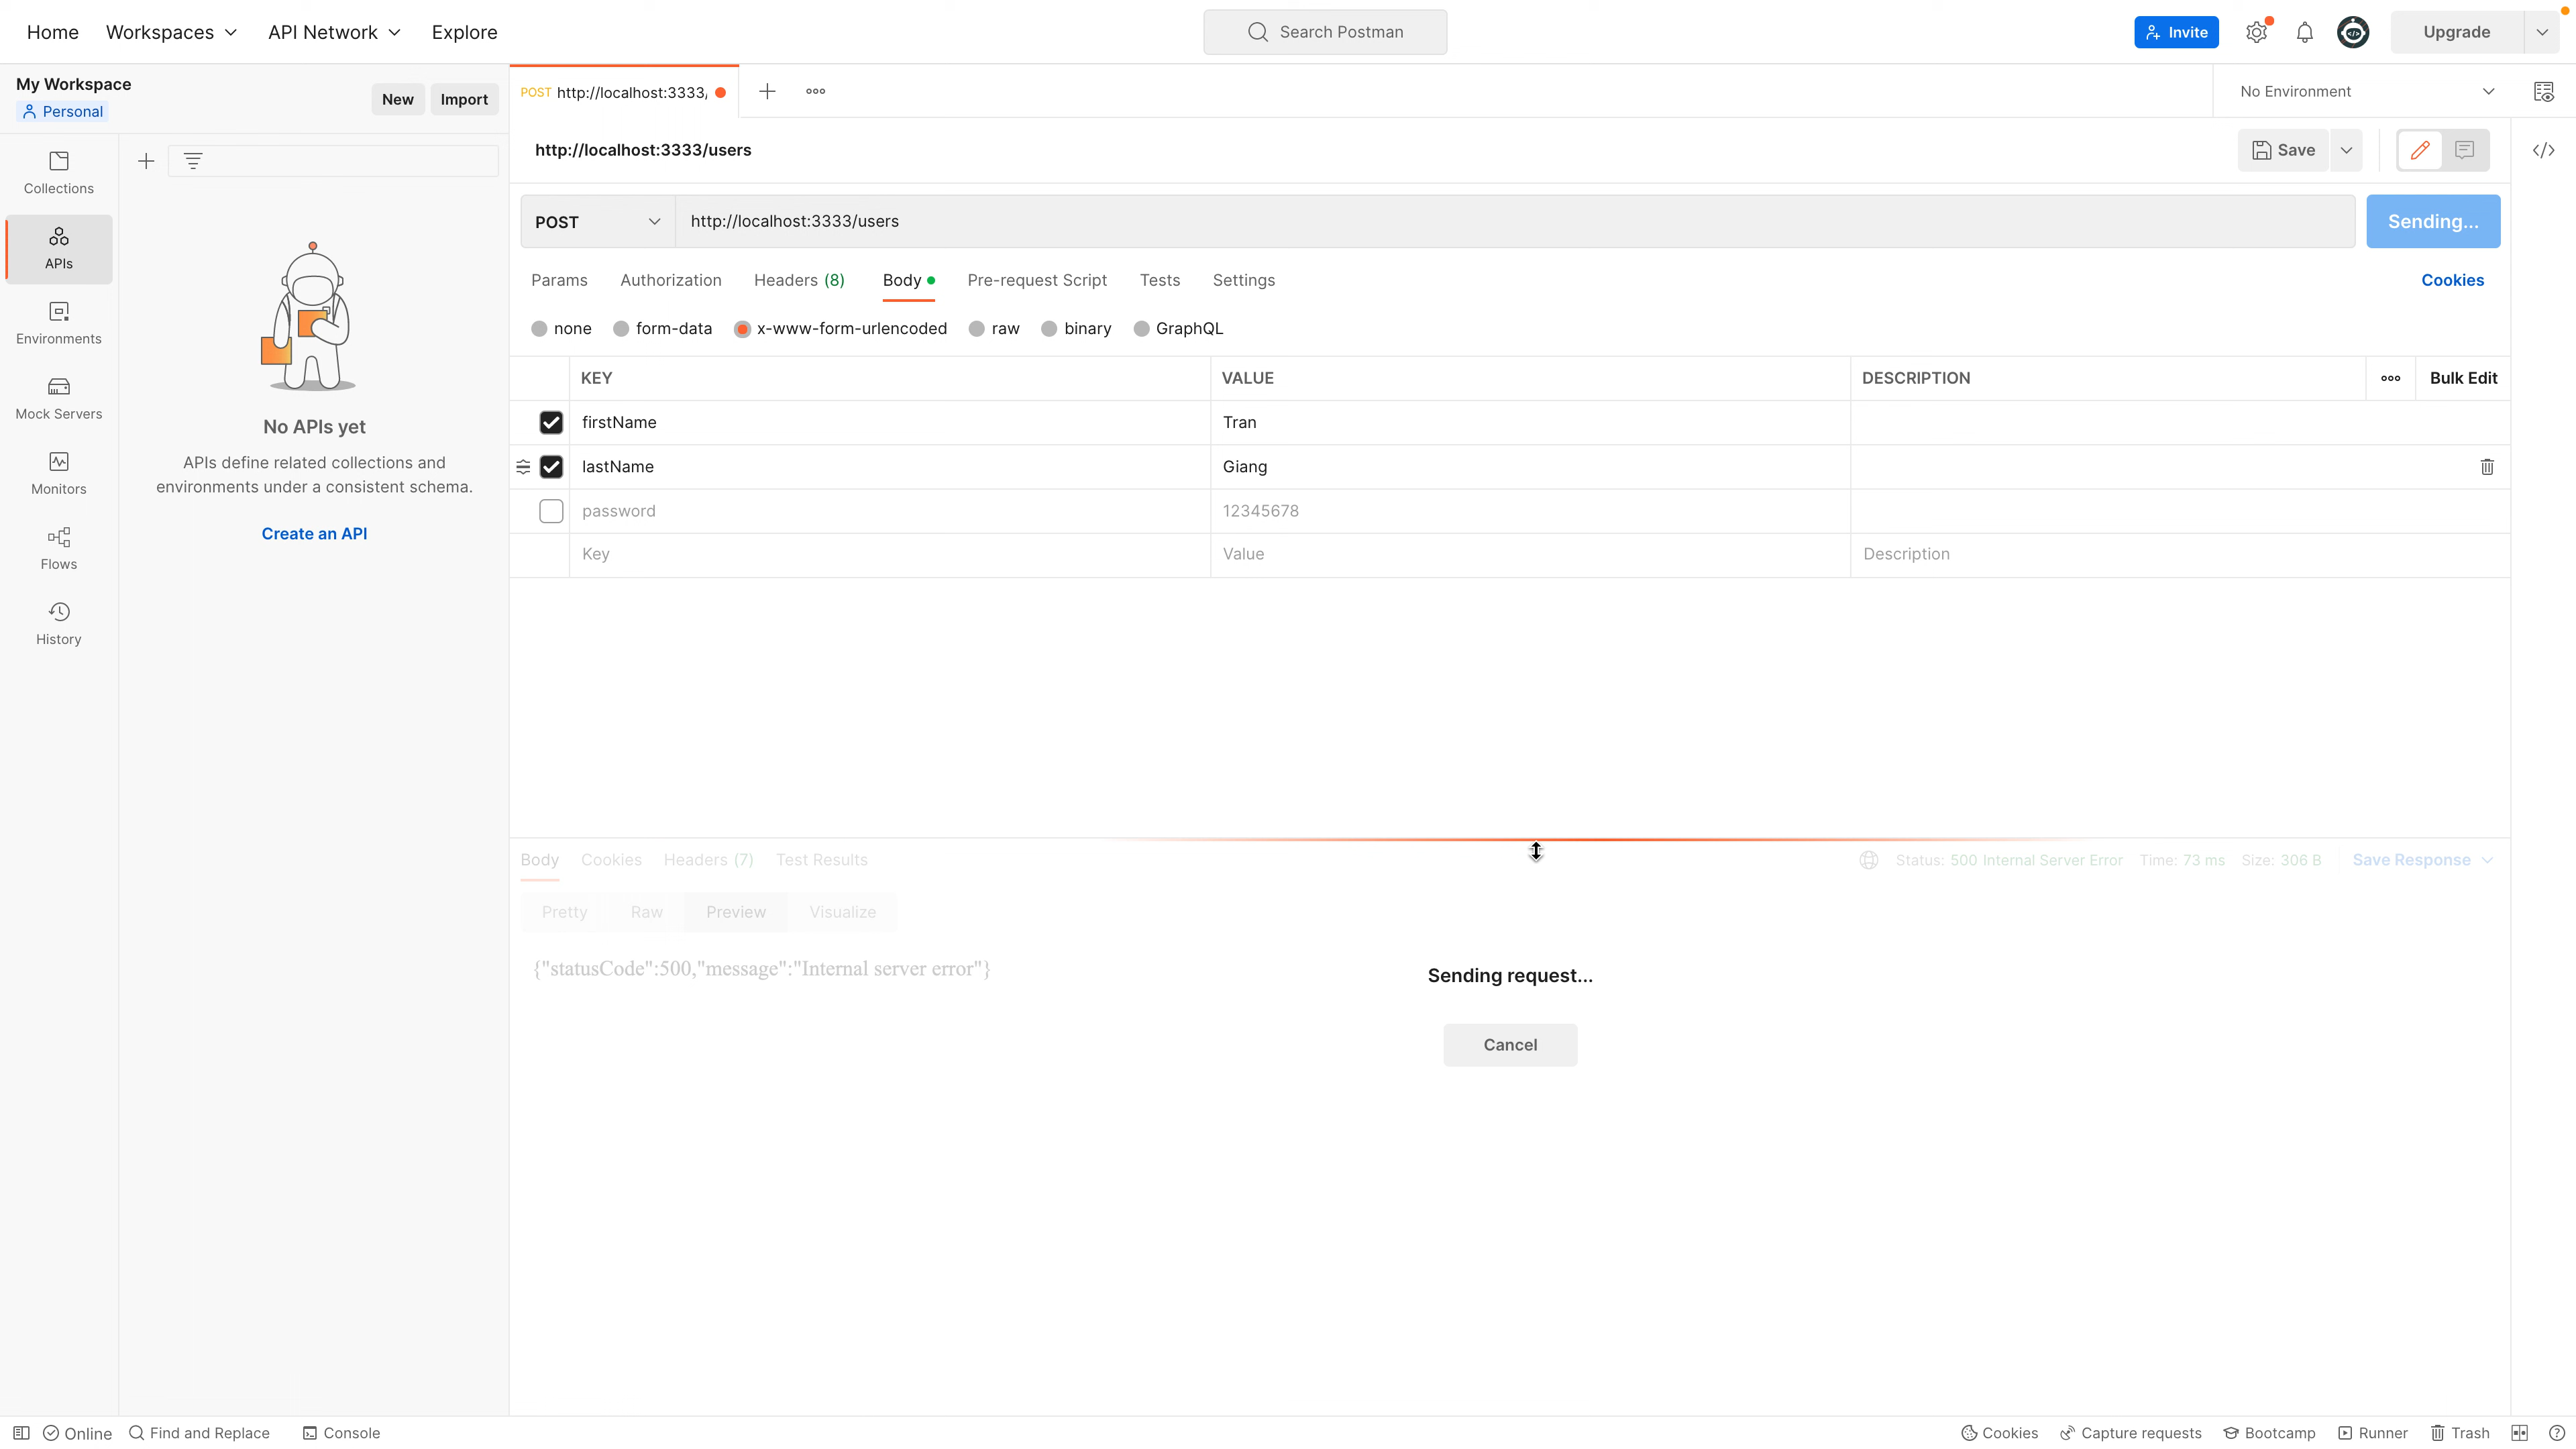 Home Workspaces API Network Explore Search Postman Invite Upgrade
My Workspace
Personal
New Import
POST http://localhost:3333/
No Environment
http://localhost:3333/users
Save
POST http://localhost:3333/users Sending...
Params Authorization Headers (8) Body Pre-request Script Tests Settings Cookies
none form-data x-www-form-urlencoded raw binary GraphQL
KEY VALUE DESCRIPTION Bulk Edit
firstName Tran
lastName Giang
password 12345678
Key Value Description
Collections
APIs
Environments
Mock Servers
Monitors
Flows
History
No APIs yet
APIs define related collections and
environments under a consistent schema.
Create an API
Body Cookies Headers (7) Test Results Status: 500 Internal Server Error Time: 73 ms Size: 306 B Save Response
Pretty Raw Preview Visualize
{"statusCode":500,"message":"Internal server error"}
Sending request...
Cancel
Online Find and Replace Console Cookies Capture requests Bootcamp Runner Trash